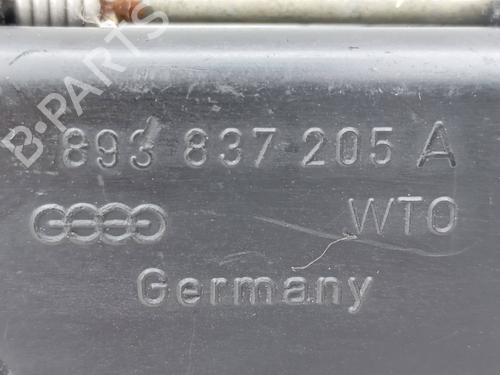 B-PARTS
893 837 205 A
WTO
Germany